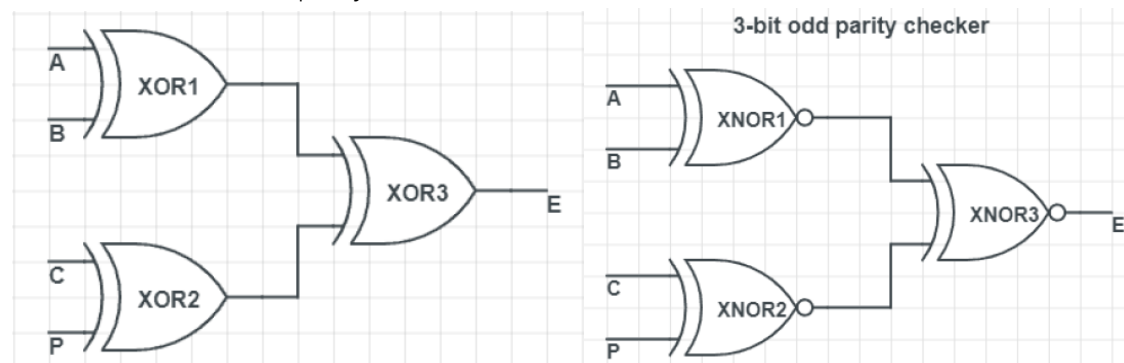 3-bit odd parity checker
A
XOR1
B
XOR3
E
C
XOR2
P
A
XNOR1
B
XNOR3
E
C
XNOR2
P